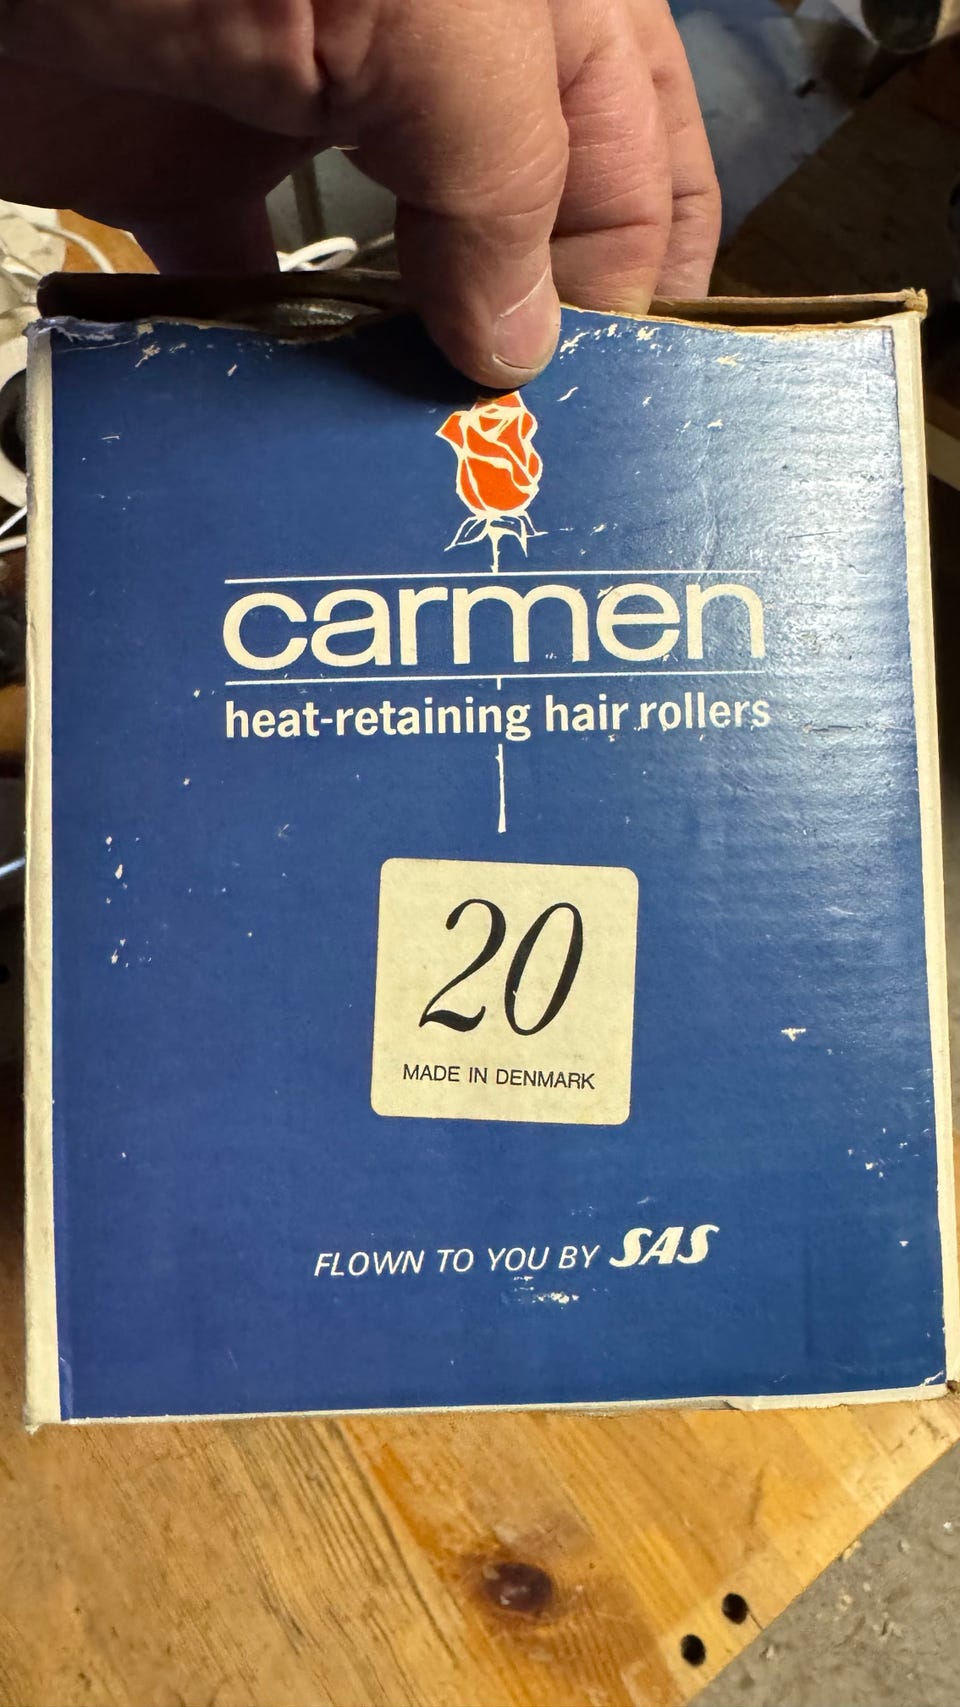 carmen
heat-retaining hair rollers
20
MADE IN DENMARK
FLOWN TO YOU BY SAS